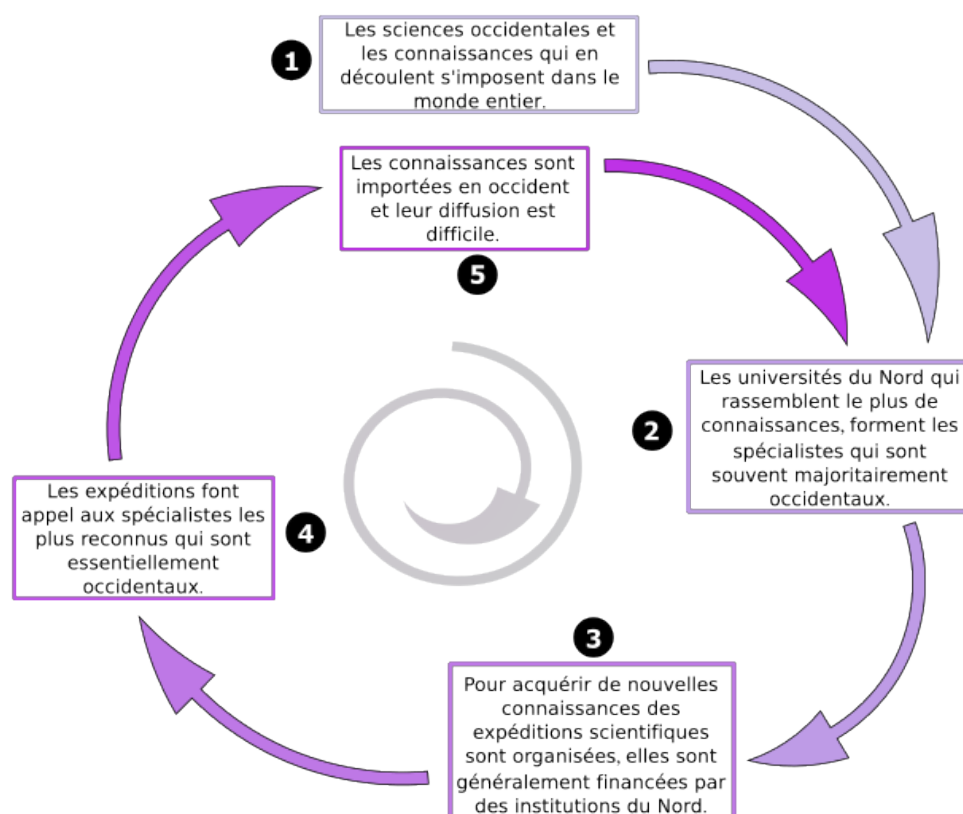 1
Les sciences occidentales et
les connaissances qui en
découlent s'imposent dans le
monde entier.
Les connaissances sont
importées en occident
et leur diffusion est
difficile.
5
2
Les universités du Nord qui
rassemblent le plus de
connaissances, forment les
spécialistes qui sont
souvent majoritairement
occidentaux.
3
Pour acquérir de nouvelles
connaissances des
expéditions scientifiques
sont organisées, elles sont
généralement financées par
des institutions du Nord.
4
Les expéditions font
appel aux spécialistes les
plus reconnus qui sont
essentiellement
occidentaux.